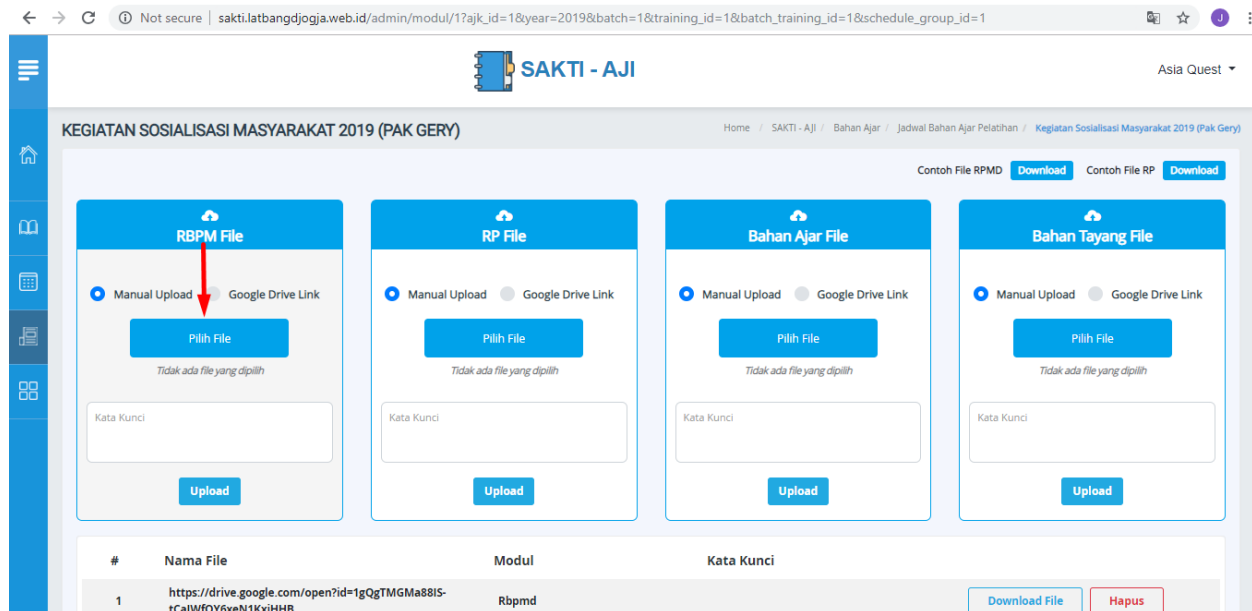 Not secure | sakti.latbangdjogja.web.id/admin/modul/1?ajk_id=1&year=2019&batch=1&training_id=1&batch_training_id=1&schedule_group_id=1
J
SAKTI - AJI
Asia Quest
KEGIATAN SOSIALISASI MASYARAKAT 2019 (PAK GERY)
Home / SAKTI - AJI / Bahan Ajar / Jadwal Bahan Ajar Pelatihan / Kegiatan Sosialisasi Masyarakat 2019 (Pak Gery)
Contoh File RPMD Download Contoh File RP Download
RBPM File RP File Bahan Ajar File Bahan Tayang File
Manual Upload Google Drive Link Manual Upload Google Drive Link Manual Upload Google Drive Link Manual Upload Google Drive Link
Pilih File Pilih File Pilih File Pilih File
Tidak ada file yang dipilih Tidak ada file yang dipilih Tidak ada file yang dipilih Tidak ada file yang dipilih
Kata Kunci Kata Kunci Kata Kunci Kata Kunci
Upload Upload Upload Upload
# Nama File Modul Kata Kunci
https://drive.google.com/open?id=1gQgTMGMa88IS-
1 Rbpmd Download File Hapus